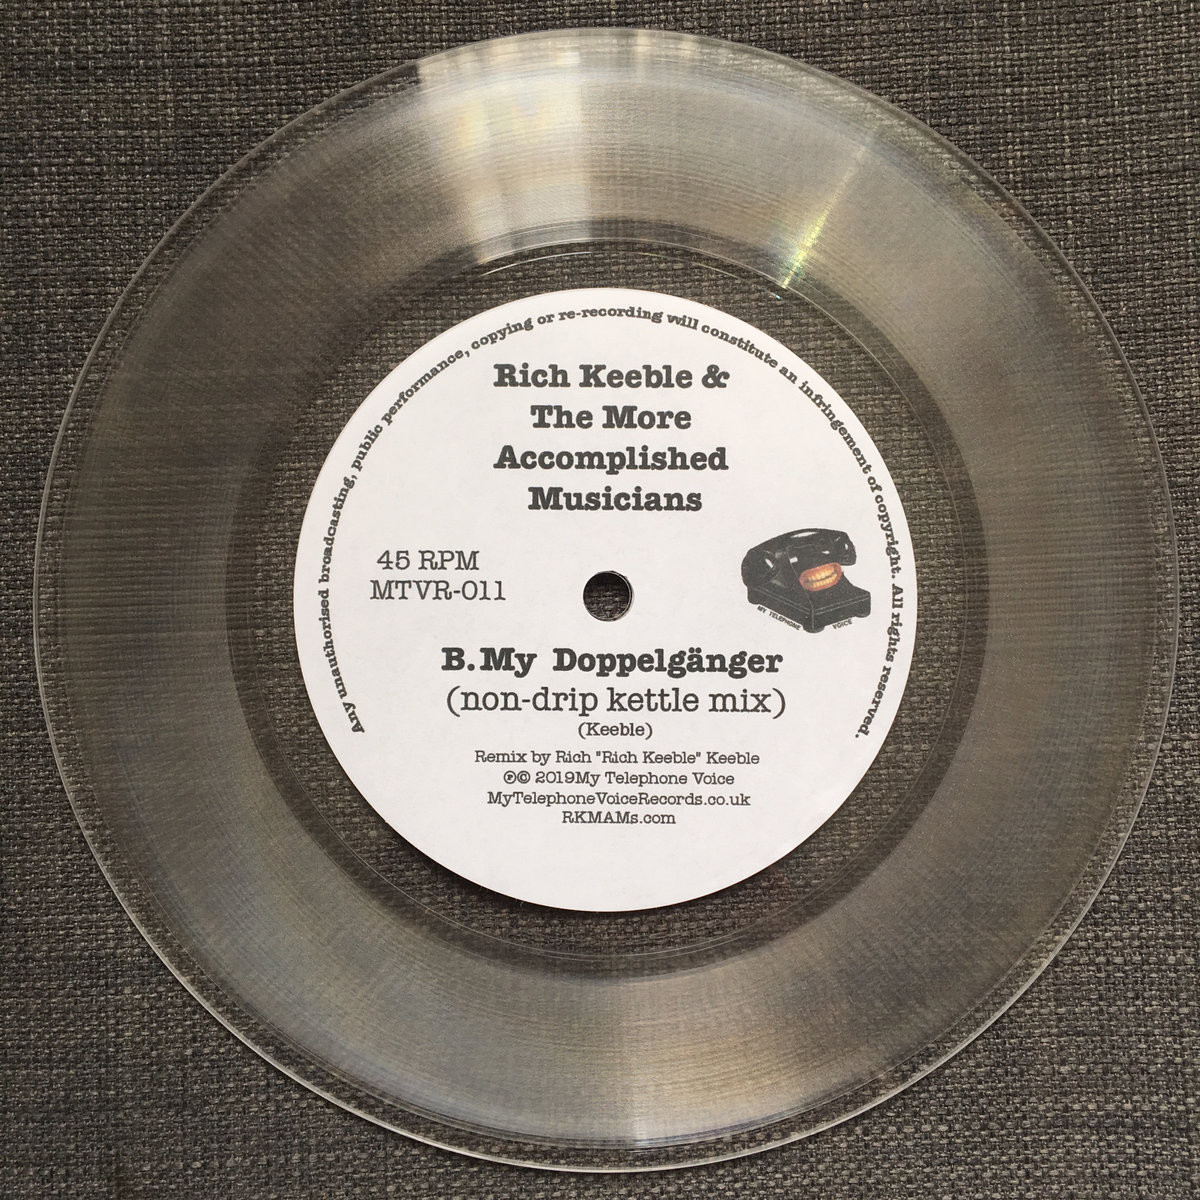 Any unauthorised broadcasting, public performance, copying or re-recording will constitute an infringement of copyright. All rights reserved.
Rich Keeble &
The More
Accomplished
Musicians
45 RPM
MTVR-011
MY TELEPHONE VOICE
B. My Doppelgänger
(non-drip kettle mix)
(Keeble)
Remix by Rich "Rich Keeble" Keeble
℗© 2019My Telephone Voice
MyTelephoneVoiceRecords.co.uk
RKMAMs.com